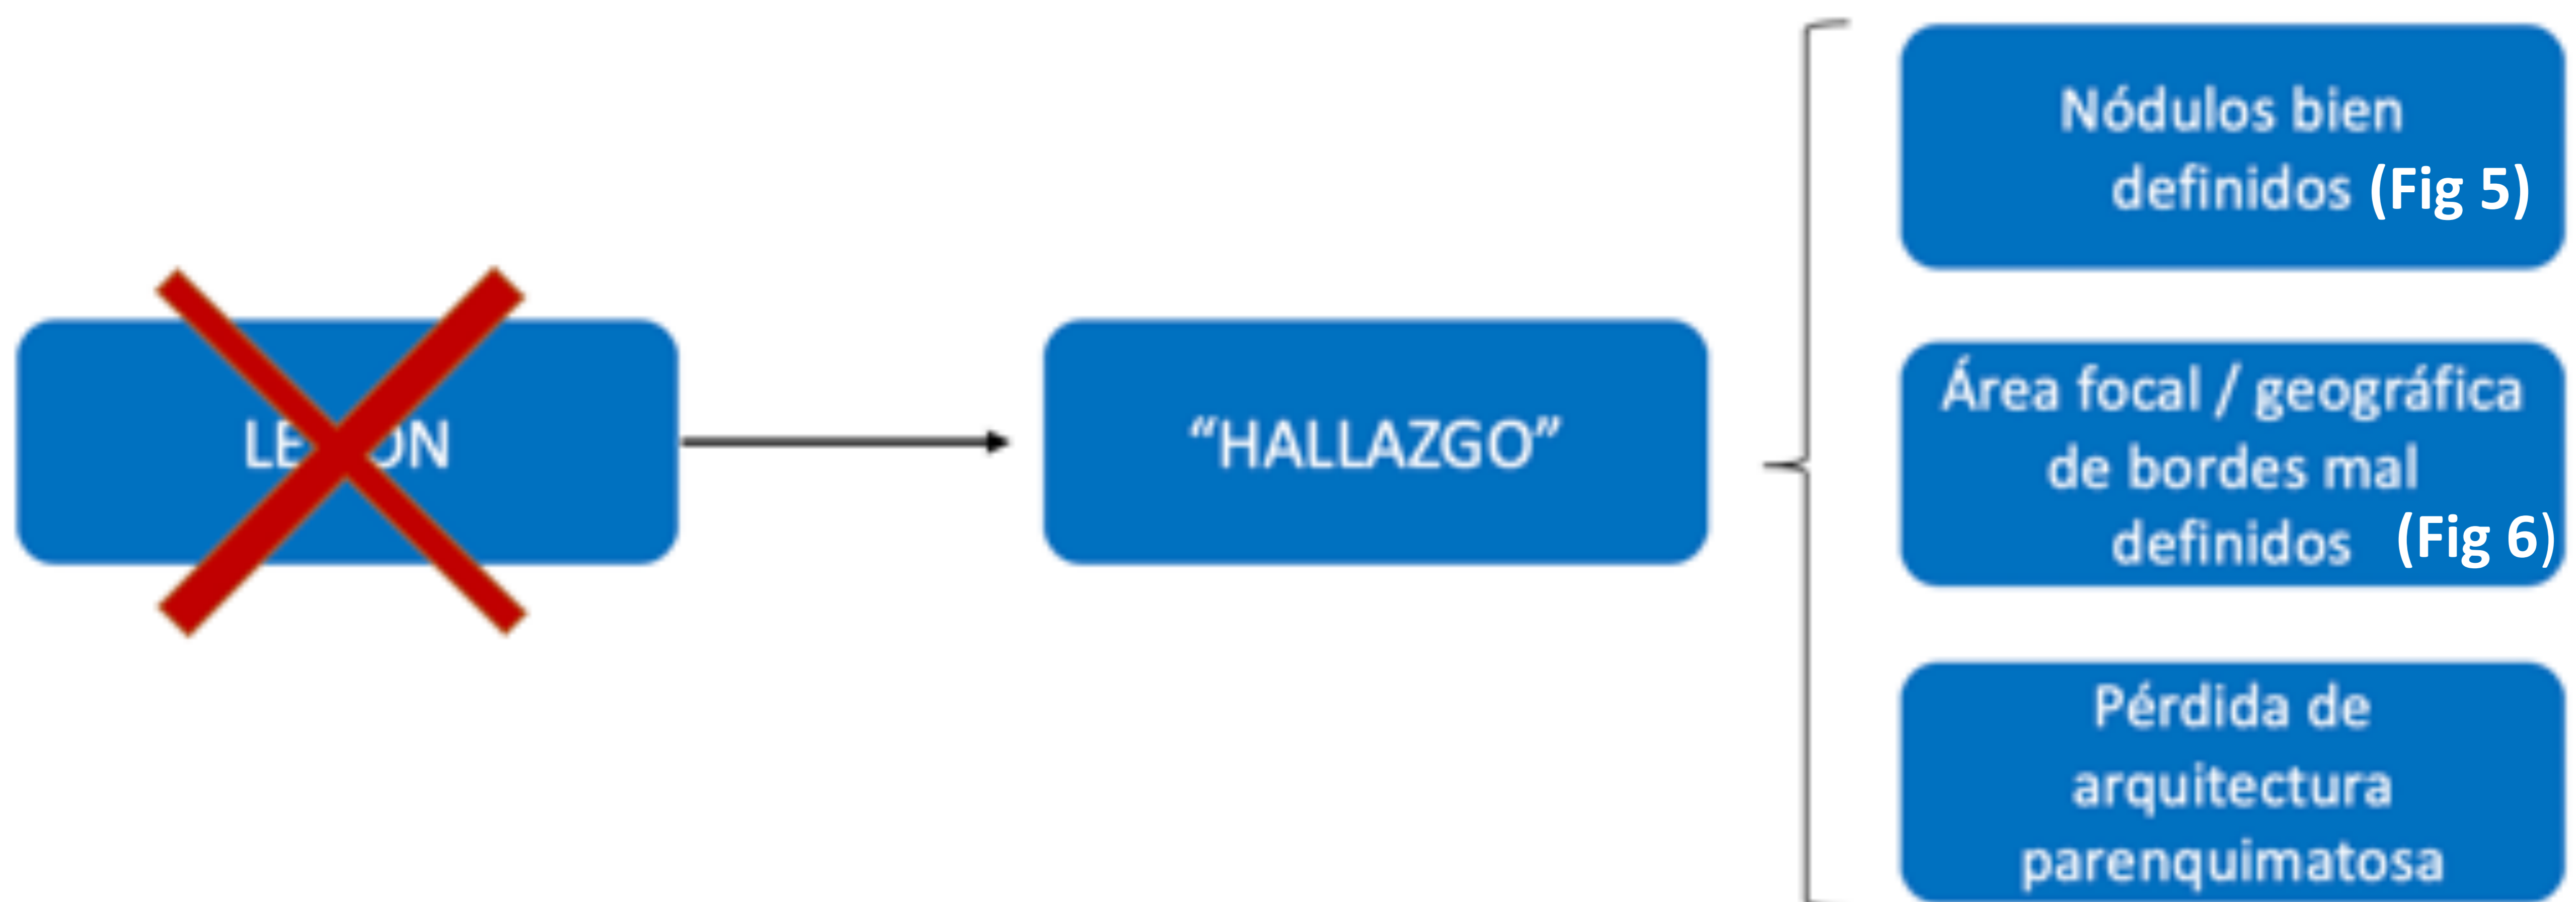 "HALLAZGO"
Nódulos bien
definidos (Fig 5)
Área focal / geográfica
de bordes mal
definidos (Fig 6)
Pérdida de
arquitectura
parenquimatosa